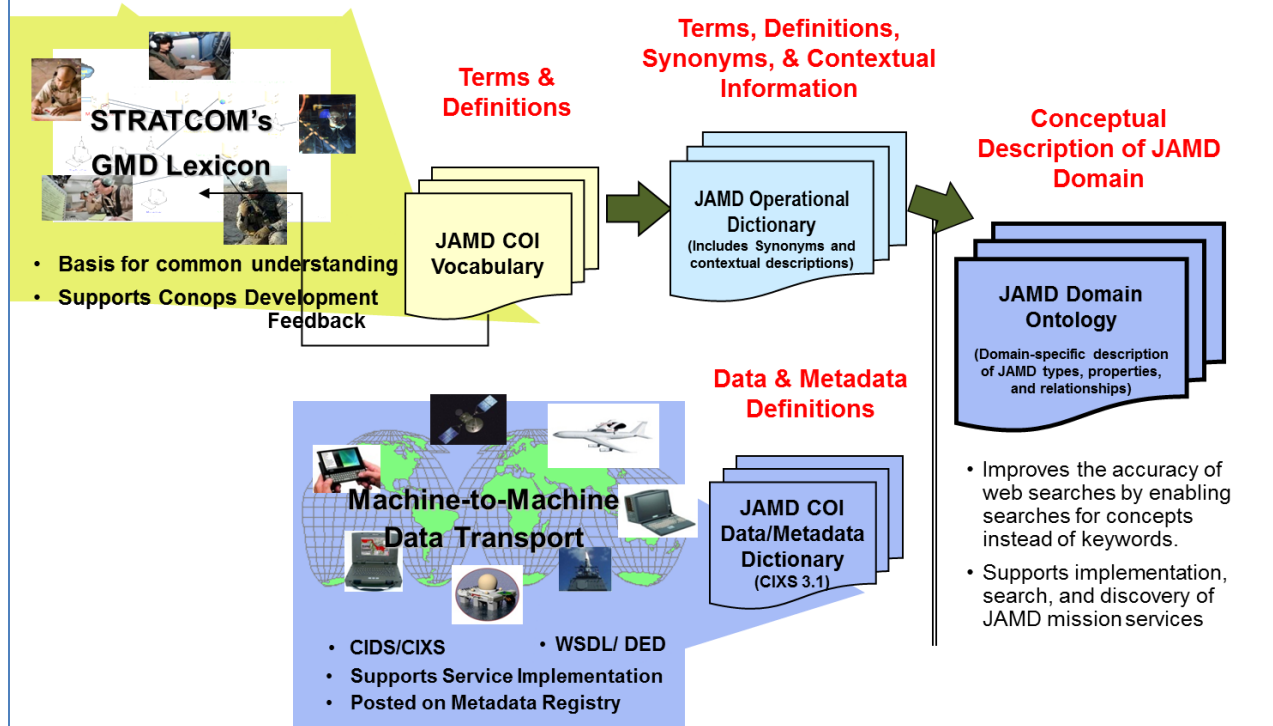 STRATCOM's
GMD Lexicon
• Basis for common understanding
• Supports Conops Development
Feedback
Terms &
Definitions
JAMD COI
Vocabulary
Terms, Definitions,
Synonyms, & Contextual
Information
JAMD Operational
Dictionary
(Includes Synonyms and
contextual descriptions)
Conceptual
Description of JAMD
Domain
JAMD Domain
Ontology
(Domain-specific description
of JAMD types, properties,
and relationships)
• Improves the accuracy of
web searches by enabling
searches for concepts
instead of keywords.
• Supports implementation,
search, and discovery of
JAMD mission services
Data & Metadata
Definitions
JAMD COI
Data/Metadata
Dictionary
(CIXS 3.1)
Machine-to-Machine
Data Transport
• CIDS/CIXS
• WSDL/ DED
• Supports Service Implementation
• Posted on Metadata Registry